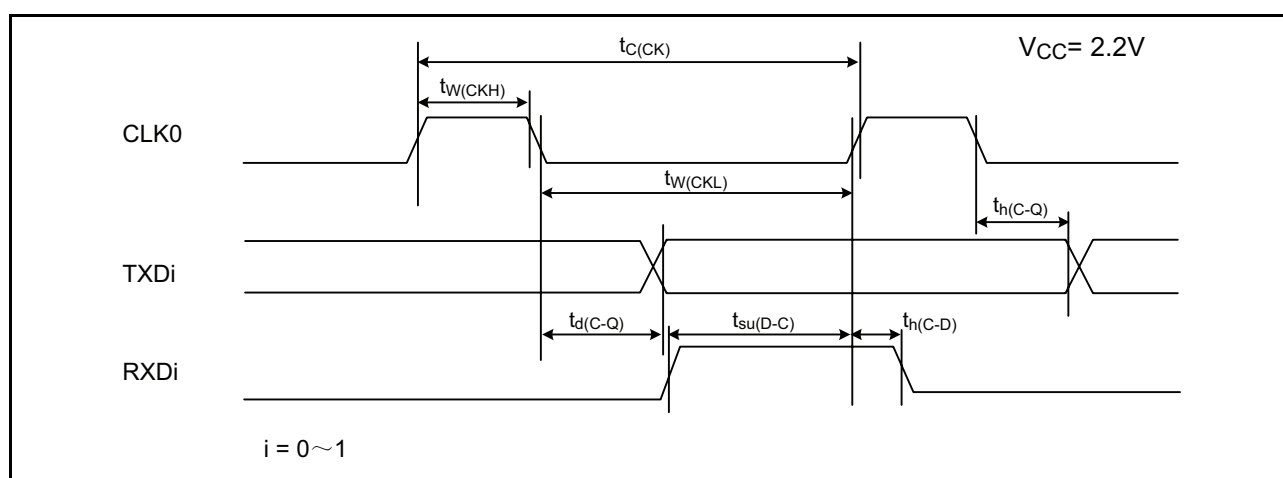 tC(CK)
VCC= 2.2V
tW(CKH)
CLK0
tW(CKL)
th(C-Q)
TXDi
td(C-Q)
tsu(D-C)
th(C-D)
RXDi
i = 0～1